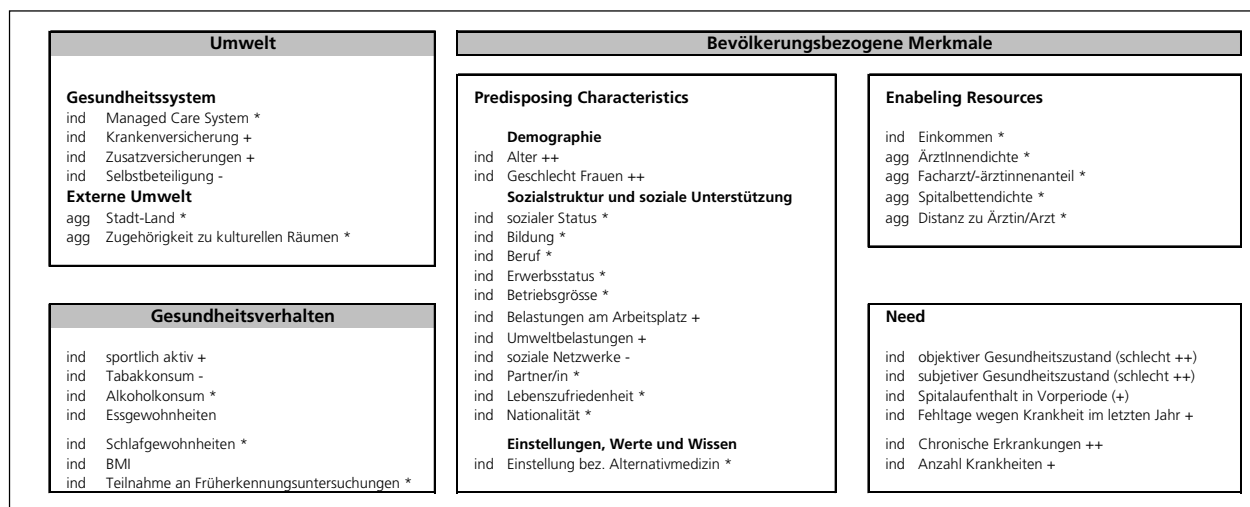 Umwelt
Gesundheitssystem
ind Managed Care System *
ind Krankenversicherung +
ind Zusatzversicherungen +
ind Selbstbeteiligung -
Externe Umwelt
agg Stadt-Land *
agg Zugehörigkeit zu kulturellen Räumen *
Gesundheitsverhalten
ind sportlich aktiv +
ind Tabakkonsum -
ind Alkoholkonsum *
ind Essgewohnheiten
ind Schlafgewohnheiten *
ind BMI
ind Teilnahme an Früherkennungsuntersuchungen *
Bevölkerungsbezogene Merkmale
Predisposing Characteristics
Demographie
ind Alter ++
ind Geschlecht Frauen ++
Sozialstruktur und soziale Unterstützung
ind sozialer Status *
ind Bildung *
ind Beruf *
ind Erwerbsstatus *
ind Betriebsgrösse *
ind Belastungen am Arbeitsplatz +
ind Umweltbelastungen +
ind soziale Netzwerke -
ind Partner/in *
ind Lebenszufriedenheit *
ind Nationalität *
Einstellungen, Werte und Wissen
ind Einstellung bez. Alternativmedizin *
Enabeling Resources
ind Einkommen *
agg ÄrztInnendichte *
agg Facharzt/-ärztinnenanteil *
agg Spitalbettendichte *
agg Distanz zu Ärztin/Arzt *
Need
ind objektiver Gesundheitszustand (schlecht ++)
ind subjetiver Gesundheitszustand (schlecht ++)
ind Spitalaufenthalt in Vorperiode (+)
ind Fehltage wegen Krankheit im letzten Jahr +
ind Chronische Erkrankungen ++
ind Anzahl Krankheiten +